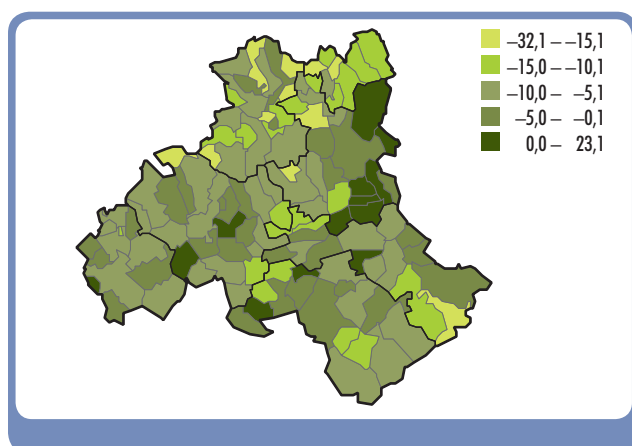 –32,1 – –15,1
–15,0 – –10,1
–10,0 – –5,1
–5,0 – –0,1
0,0 – 23,1